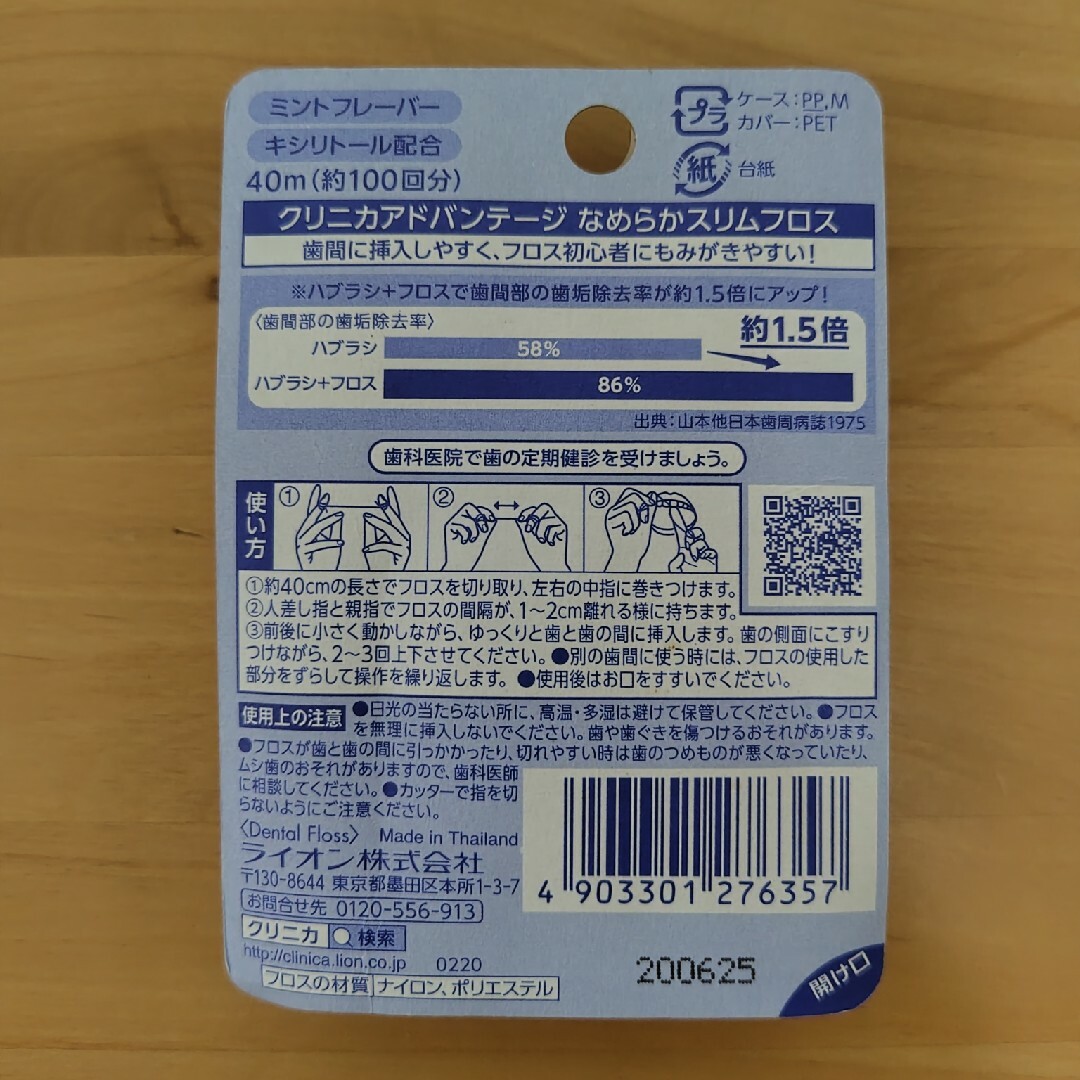 ミントフレーバー
キシリトール配合
40m(約100回分)
プラ
ケース:PP,M
カバー:PET
紙
台紙
クリニカアドバンテージ なめらかスリムフロス
歯間に挿入しやすく、フロス初心者にもみがきやすい!
※ハブラシ+フロスで歯間部の歯垢除去率が約1.5倍にアップ!
〈歯間部の歯垢除去率〉
約1.5倍
ハブラシ 58%
ハブラシ+フロス 86%
出典:山本他日本歯周病誌1975
歯科医院で歯の定期健診を受けましょう。
使い方
① ② ③
①約40cmの長さでフロスを切り取り、左右の中指に巻きつけます。
②人差し指と親指でフロスの間隔が、1~2cm離れる様に持ちます。
③前後に小さく動かしながら、ゆっくりと歯と歯の間に挿入します。歯の側面にこすり
つけながら、2~3回上下させてください。●別の歯間に使う時には、フロスの使用した
部分をずらして操作を繰り返します。●使用後はお口をすすいでください。
使用上の注意 ●日光の当たらない所に、高温・多湿は避けて保管してください。●フロス
を無理に挿入しないでください。歯や歯ぐきを傷つけるおそれがあります。
●フロスが歯と歯の間に引っかかったり、切れやすい時は歯のつめものが悪くなっていたり、
ムシ歯のおそれがありますので、歯科医師
に相談してください。●カッターで指を切
らないようにご注意ください。
〈Dental Floss〉 Made in Thailand
ライオン株式会社
〒130-8644 東京都墨田区本所1-3-7
お問合せ先 0120-556-913
クリニカ 検索
http://clinica.lion.co.jp 0220
フロスの材質 ナイロン、ポリエステル
4 903301 276357
200625
開け口